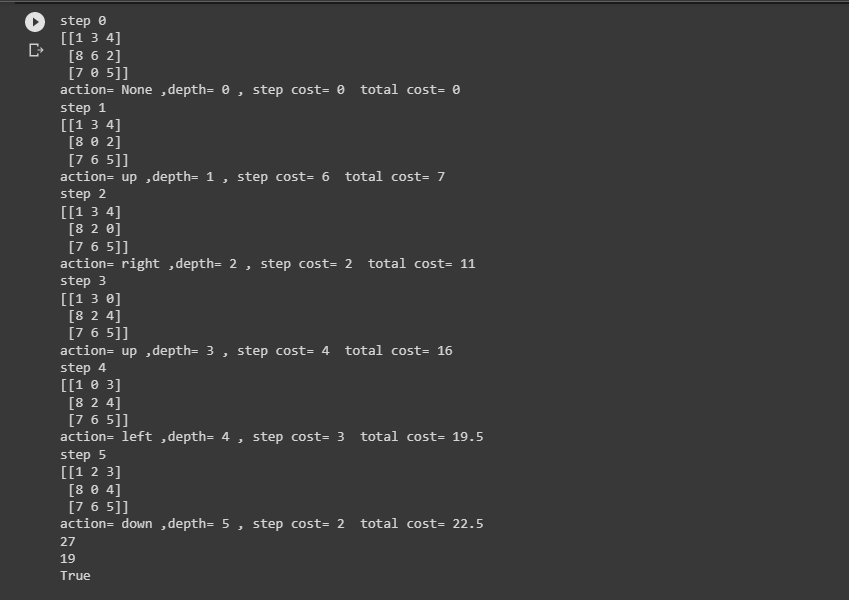 step 0
[[1 3 4]
 [8 6 2]
 [7 0 5]]
action= None ,depth= 0 , step cost= 0  total cost= 0
step 1
[[1 3 4]
 [8 0 2]
 [7 6 5]]
action= up ,depth= 1 , step cost= 6  total cost= 7
step 2
[[1 3 4]
 [8 2 0]
 [7 6 5]]
action= right ,depth= 2 , step cost= 2  total cost= 11
step 3
[[1 3 0]
 [8 2 4]
 [7 6 5]]
action= up ,depth= 3 , step cost= 4  total cost= 16
step 4
[[1 0 3]
 [8 2 4]
 [7 6 5]]
action= left ,depth= 4 , step cost= 3  total cost= 19.5
step 5
[[1 2 3]
 [8 0 4]
 [7 6 5]]
action= down ,depth= 5 , step cost= 2  total cost= 22.5
27
19
True